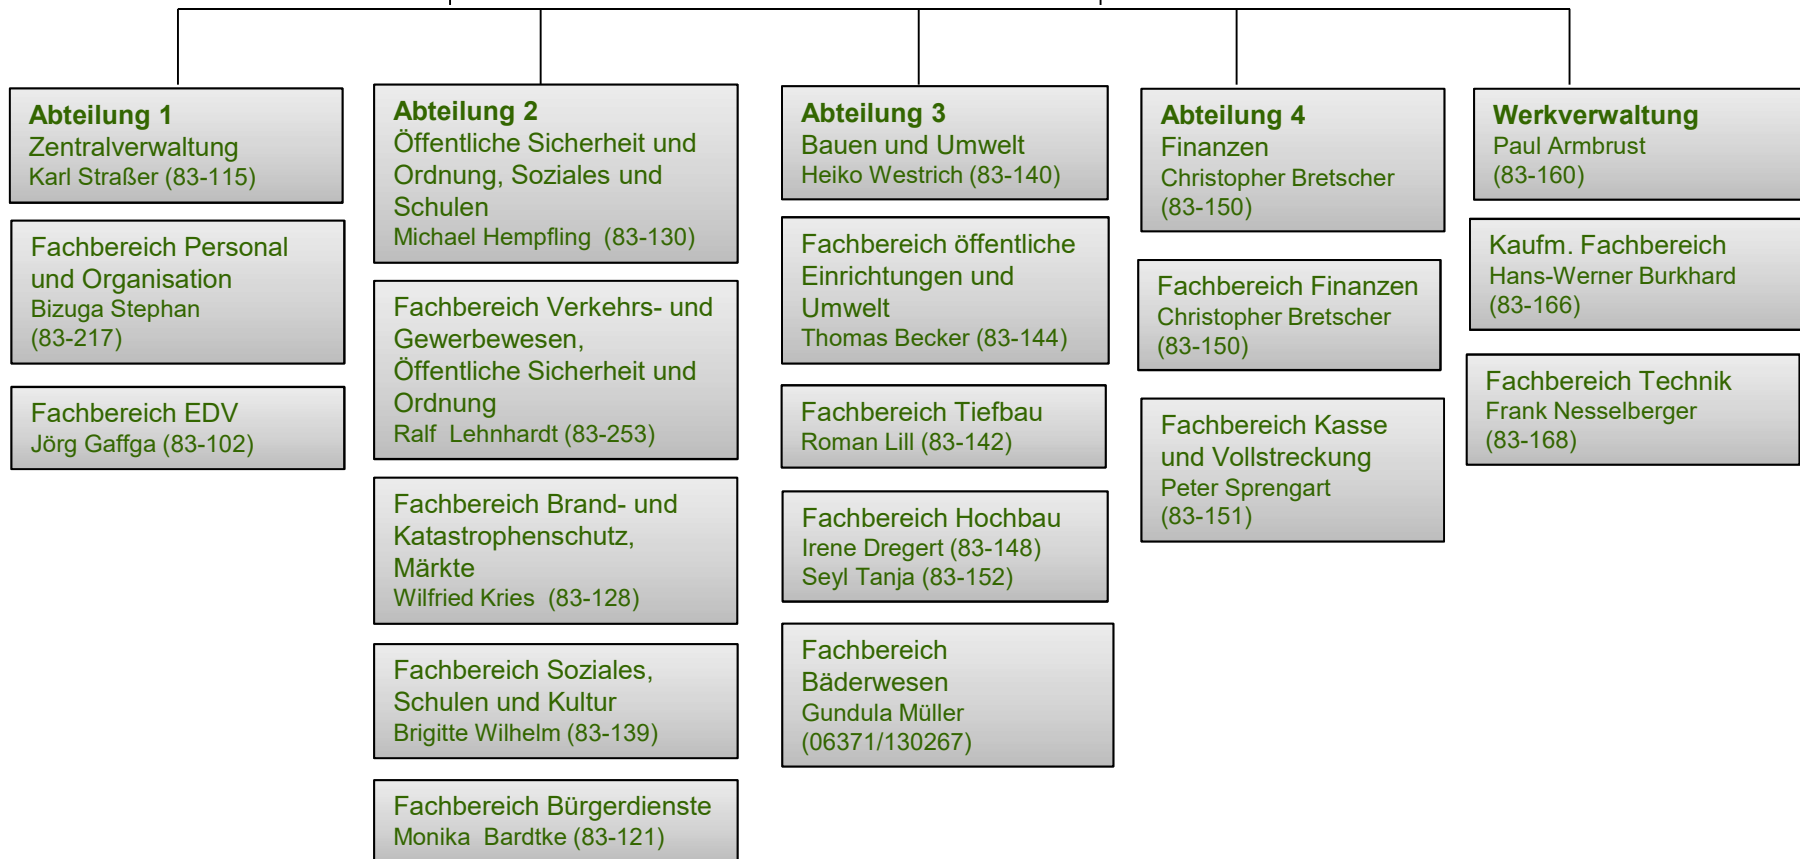 Abteilung 1
Zentralverwaltung
Karl Straßer (83-115)
Fachbereich Personal
und Organisation
Bizuga Stephan
(83-217)
Fachbereich EDV
Jörg Gaffga (83-102)
Abteilung 2
Öffentliche Sicherheit und
Ordnung, Soziales und
Schulen
Michael Hempfling (83-130)
Fachbereich Verkehrs- und
Gewerbewesen,
Öffentliche Sicherheit und
Ordnung
Ralf Lehnhardt (83-253)
Fachbereich Brand- und
Katastrophenschutz,
Märkte
Wilfried Kries (83-128)
Fachbereich Soziales,
Schulen und Kultur
Brigitte Wilhelm (83-139)
Fachbereich Bürgerdienste
Monika Bardtke (83-121)
Abteilung 3
Bauen und Umwelt
Heiko Westrich (83-140)
Fachbereich öffentliche
Einrichtungen und
Umwelt
Thomas Becker (83-144)
Fachbereich Tiefbau
Roman Lill (83-142)
Fachbereich Hochbau
Irene Dregert (83-148)
Seyl Tanja (83-152)
Fachbereich
Bäderwesen
Gundula Müller
(06371/130267)
Abteilung 4
Finanzen
Christopher Bretscher
(83-150)
Fachbereich Finanzen
Christopher Bretscher
(83-150)
Fachbereich Kasse
und Vollstreckung
Peter Sprengart
(83-151)
Werkverwaltung
Paul Armbrust
(83-160)
Kaufm. Fachbereich
Hans-Werner Burkhard
(83-166)
Fachbereich Technik
Frank Nesselberger
(83-168)